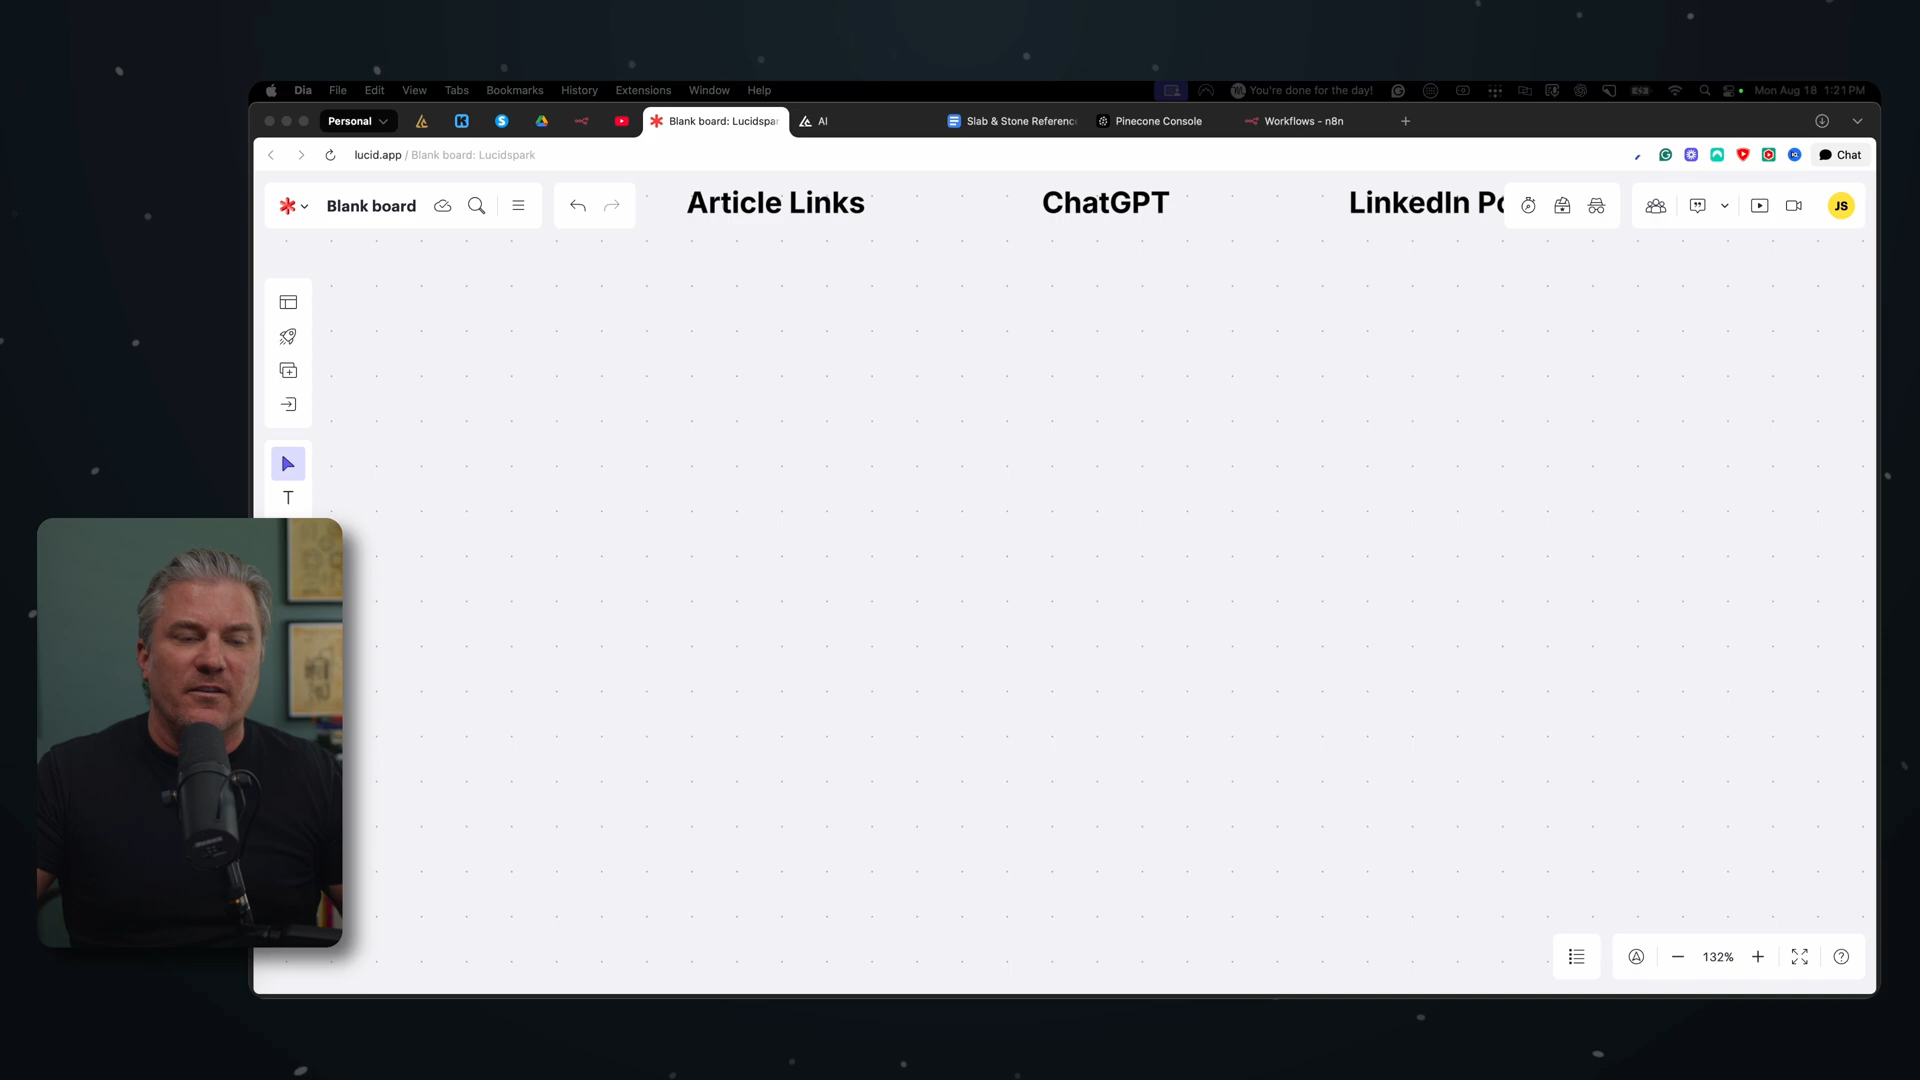 Dia File Edit View Tabs Bookmarks History Extensions Window Help You're done for the day! Mon Aug 18 1:21 PM
Personal Blank board: Lucidspar AI Slab & Stone Referenc Pinecone Console Workflows - n8n
lucid.app / Blank board: Lucidspark Chat
Blank board Article Links ChatGPT LinkedIn Po JS
T
132%